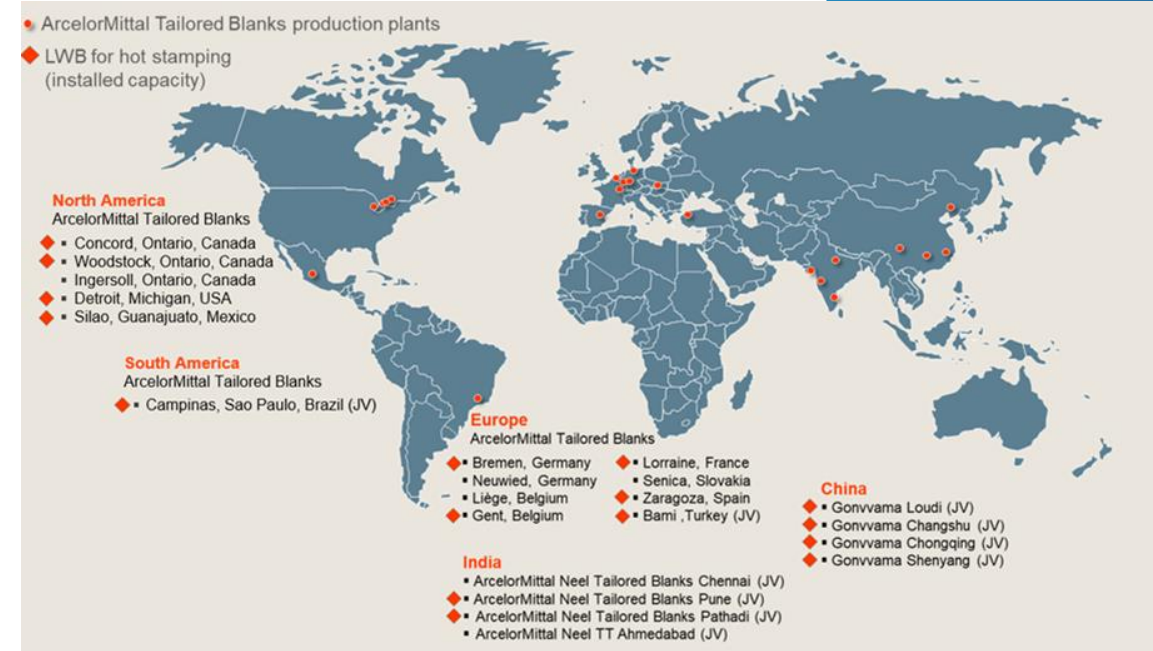 ArcelorMittal Tailored Blanks production plants
LWB for hot stamping
(installed capacity)
North America
ArcelorMittal Tailored Blanks
▪ Concord, Ontario, Canada
▪ Woodstock, Ontario, Canada
▪ Ingersoll, Ontario, Canada
▪ Detroit, Michigan, USA
▪ Silao, Guanajuato, Mexico
South America
ArcelorMittal Tailored Blanks
▪ Campinas, Sao Paulo, Brazil (JV)
Europe
ArcelorMittal Tailored Blanks
▪ Bremen, Germany
▪ Neuwied, Germany
▪ Liège, Belgium
▪ Gent, Belgium
▪ Lorraine, France
▪ Senica, Slovakia
▪ Zaragoza, Spain
▪ Bami ,Turkey (JV)
India
▪ ArcelorMittal Neel Tailored Blanks Chennai (JV)
▪ ArcelorMittal Neel Tailored Blanks Pune (JV)
▪ ArcelorMittal Neel Tailored Blanks Pathadi (JV)
▪ ArcelorMittal Neel TT Ahmedabad (JV)
China
▪ Gonvvama Loudi (JV)
▪ Gonvvama Changshu (JV)
▪ Gonvvama Chongqing (JV)
▪ Gonvvama Shenyang (JV)